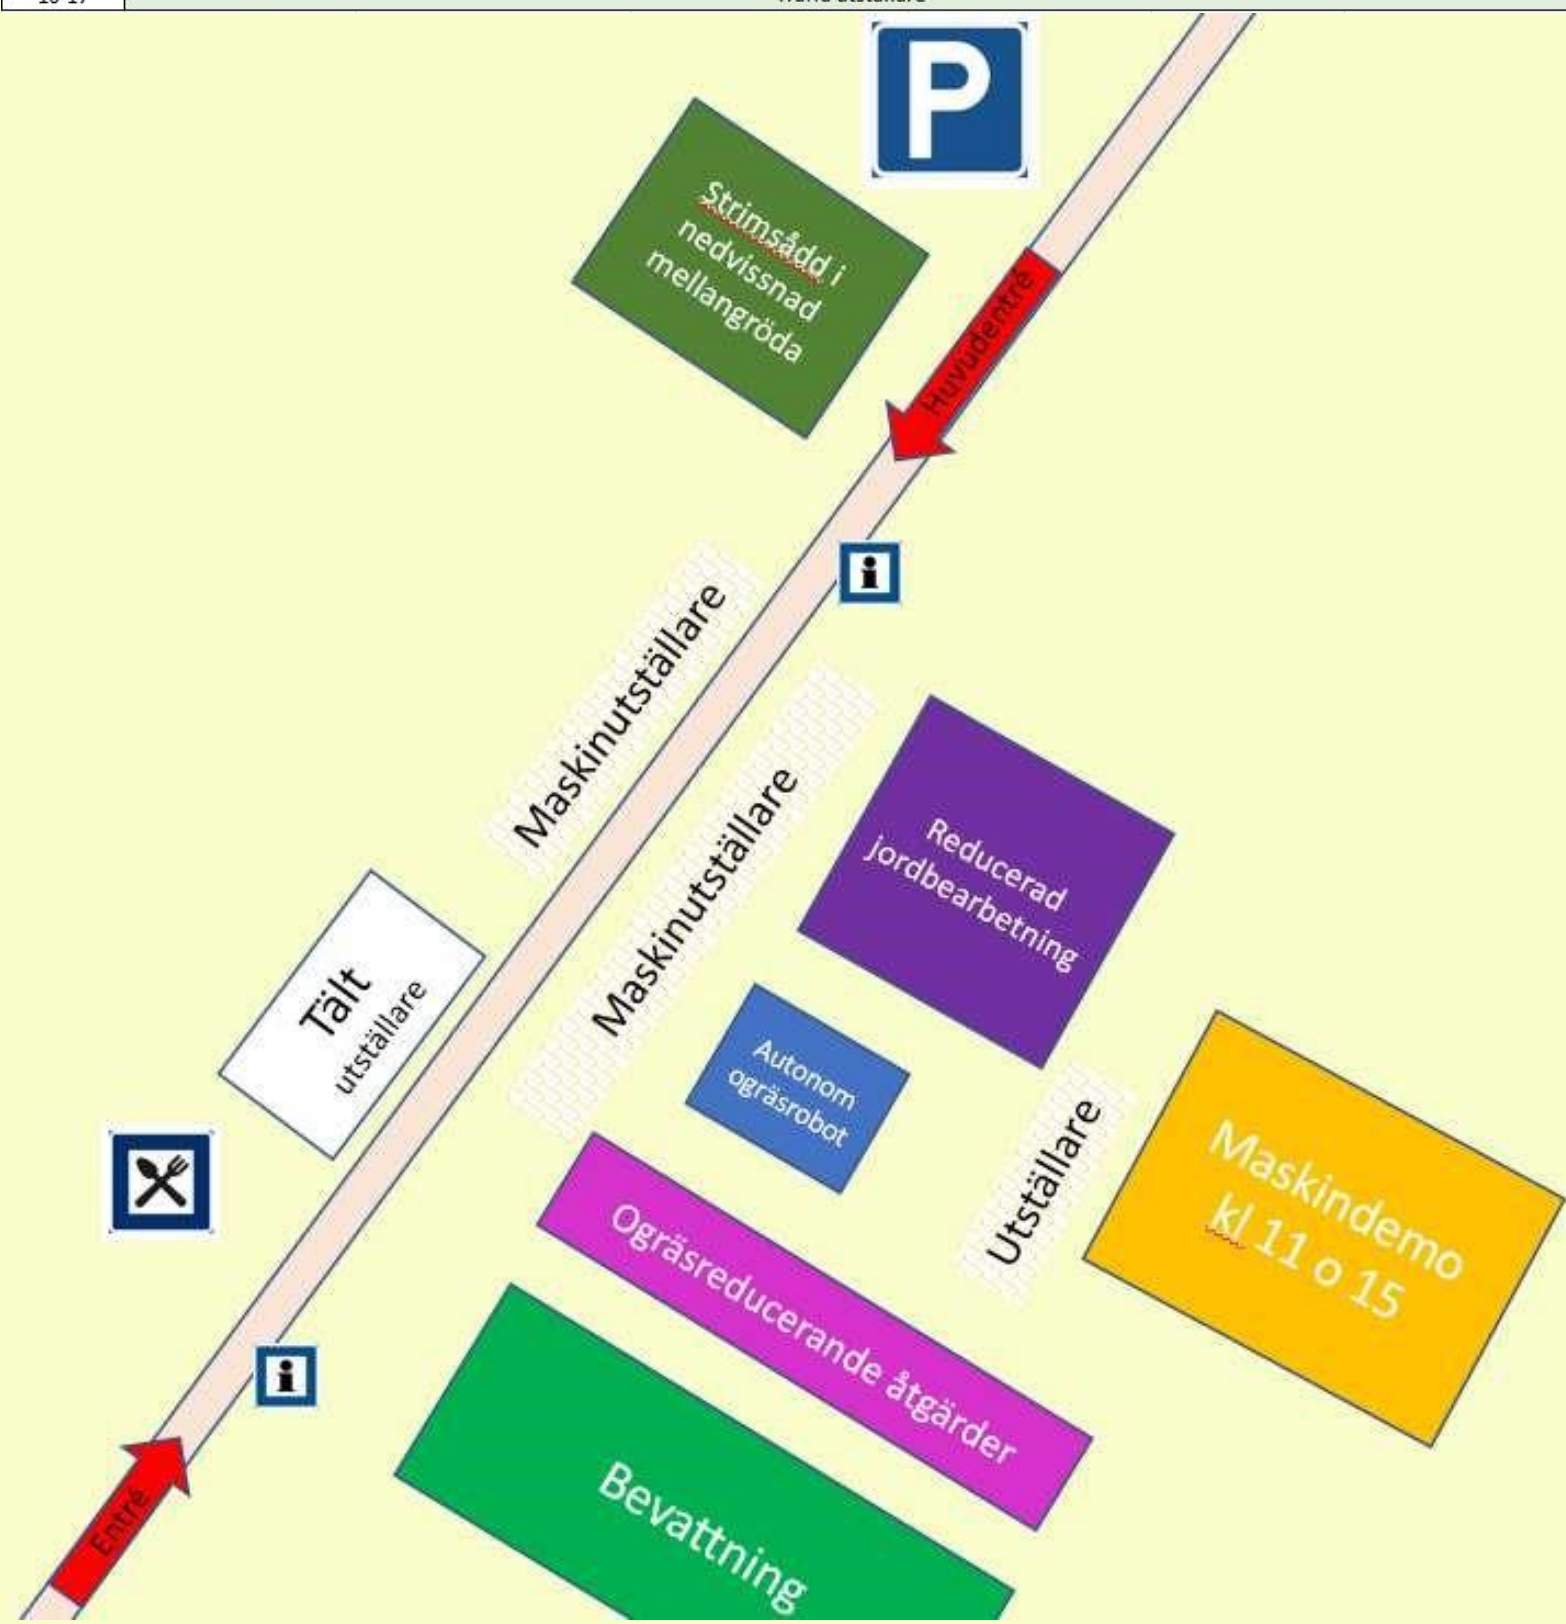 P
Strimsådd i
nedvissnad
mellangröda
Huvudentré
i
Maskinutställare
Maskinutställare
Reducerad
jordbearbetning
Tält
utställare
Autonom
ogräsrobot
Utställare
Maskindemo
kl 11 o 15
Ogräsreducerande åtgärder
i
Bevattning
Entré